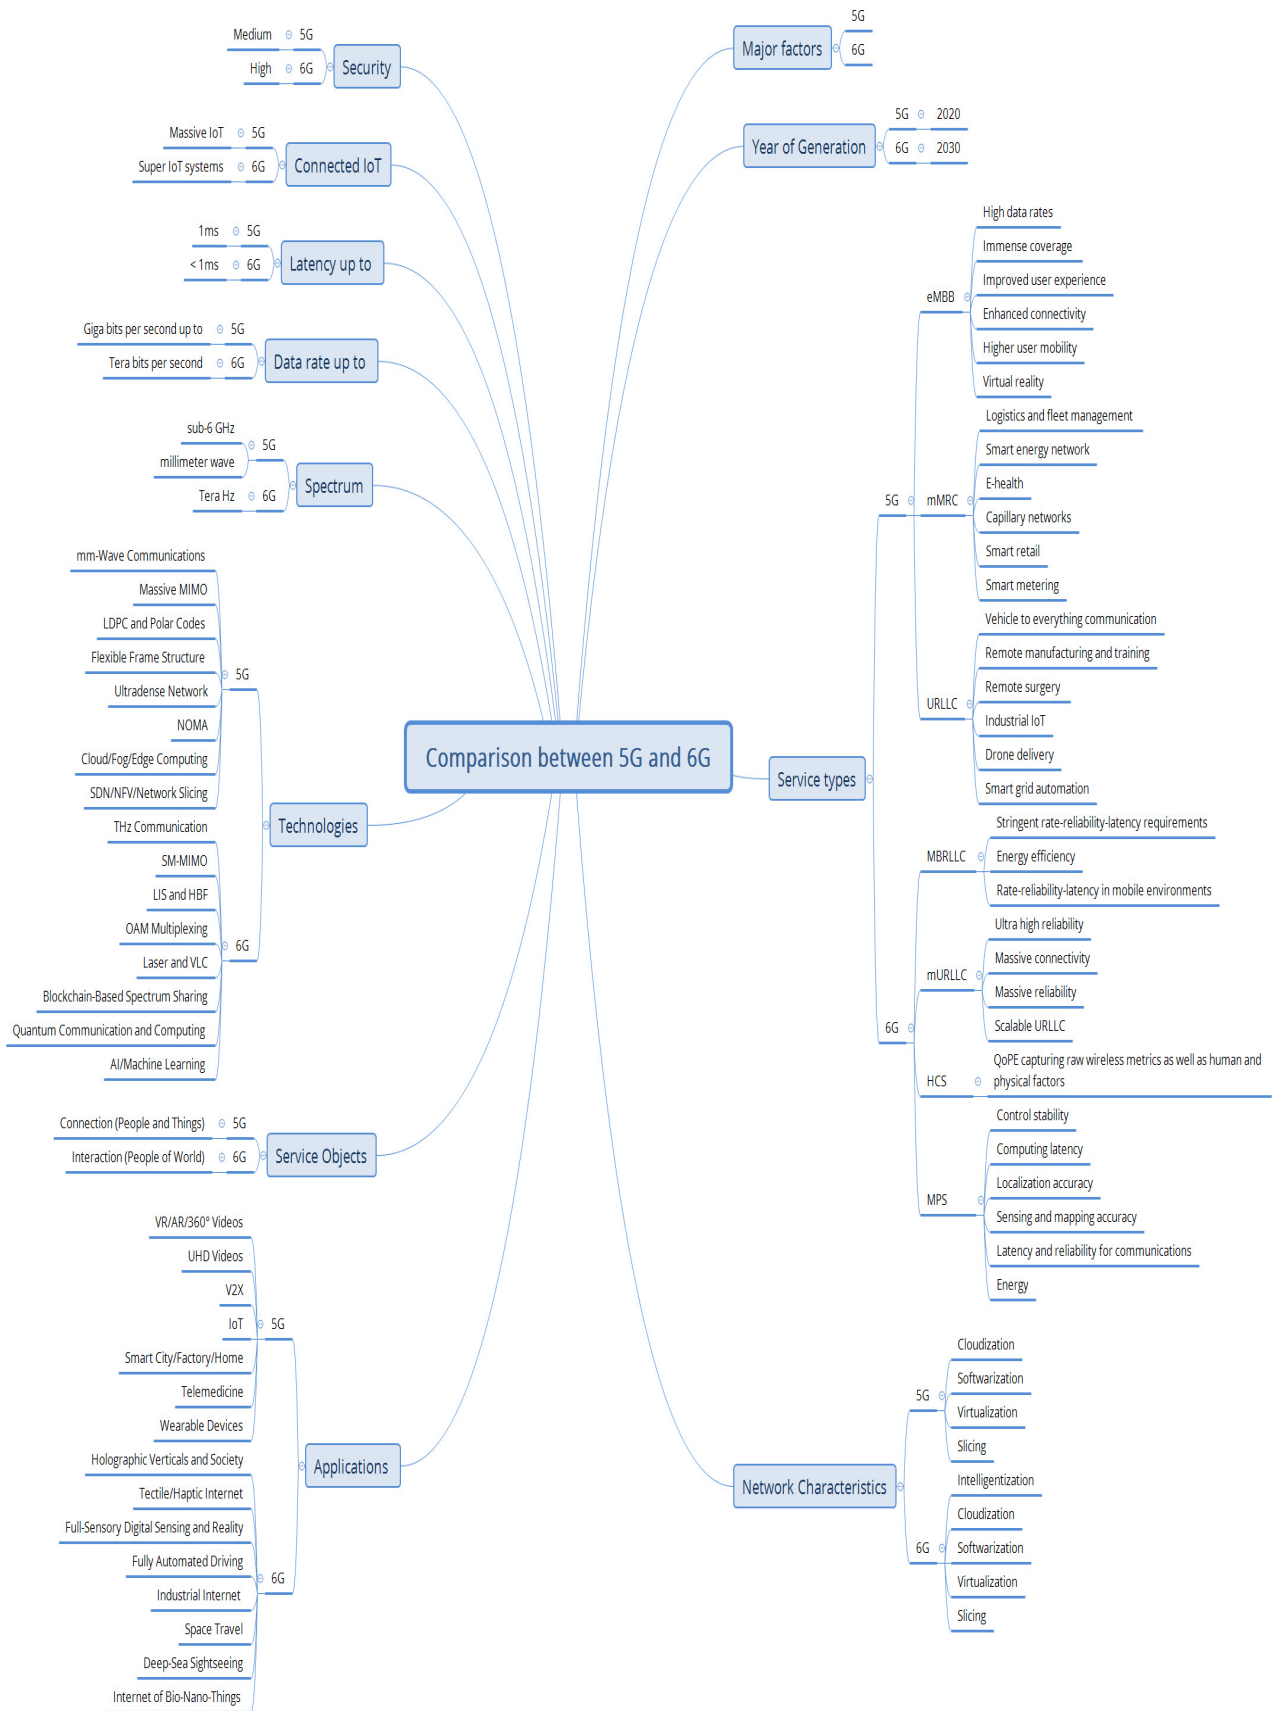 Comparison between 5G and 6G
Major factors
5G
6G
Year of Generation
5G
2020
6G
2030
Service types
5G
eMBB
High data rates
Immense coverage
Improved user experience
Enhanced connectivity
Higher user mobility
Virtual reality
mMRC
Logistics and fleet management
Smart energy network
E-health
Capillary networks
Smart retail
Smart metering
URLLC
Vehicle to everything communication
Remote manufacturing and training
Remote surgery
Industrial IoT
Drone delivery
Smart grid automation
6G
MBRLLC
Stringent rate-reliability-latency requirements
Energy efficiency
Rate-reliability-latency in mobile environments
mURLLC
Ultra high reliability
Massive connectivity
Massive reliability
Scalable URLLC
HCS
QoPE capturing raw wireless metrics as well as human and
physical factors
MPS
Control stability
Computing latency
Localization accuracy
Sensing and mapping accuracy
Latency and reliability for communications
Energy
Network Characteristics
5G
Cloudization
Softwarization
Virtualization
Slicing
6G
Intelligentization
Cloudization
Softwarization
Virtualization
Slicing
Security
5G
Medium
6G
High
Connected IoT
5G
Massive IoT
6G
Super IoT systems
Latency up to
5G
1ms
6G
< 1ms
Data rate up to
5G
Giga bits per second up to
6G
Tera bits per second
Spectrum
5G
sub-6 GHz
millimeter wave
6G
Tera Hz
Technologies
5G
mm-Wave Communications
Massive MIMO
LDPC and Polar Codes
Flexible Frame Structure
Ultradense Network
NOMA
Cloud/Fog/Edge Computing
SDN/NFV/Network Slicing
6G
THz Communication
SM-MIMO
LIS and HBF
OAM Multiplexing
Laser and VLC
Blockchain-Based Spectrum Sharing
Quantum Communication and Computing
AI/Machine Learning
Service Objects
5G
Connection (People and Things)
6G
Interaction (People of World)
Applications
5G
VR/AR/360° Videos
UHD Videos
V2X
IoT
Smart City/Factory/Home
Telemedicine
Wearable Devices
6G
Holographic Verticals and Society
Tectile/Haptic Internet
Full-Sensory Digital Sensing and Reality
Fully Automated Driving
Industrial Internet
Space Travel
Deep-Sea Sightseeing
Internet of Bio-Nano-Things